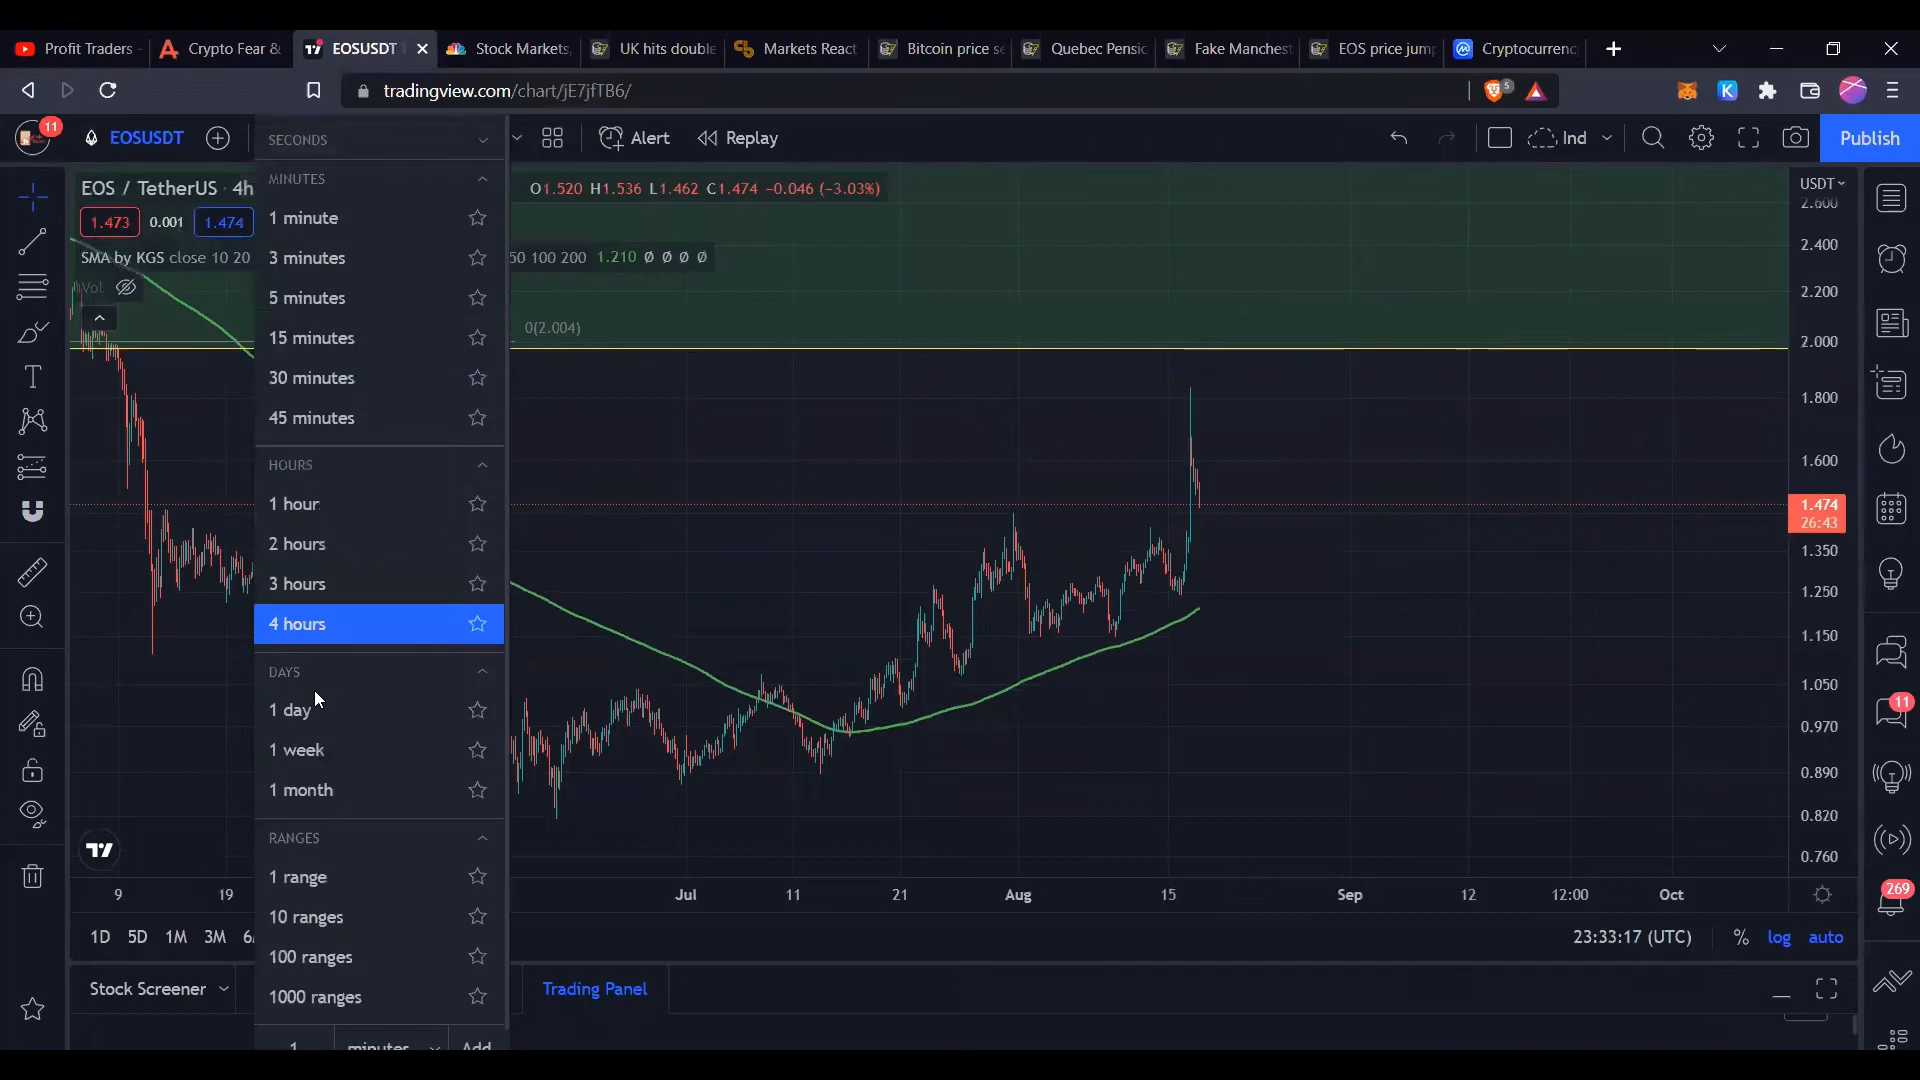 Profit Traders
Crypto Fear &
EOSUSDT
Stock Markets,
UK hits double
Markets React
Bitcoin price se
Quebec Pensic
Fake Manchest
EOS price jump
Cryptocurrenc
tradingview.com/chart/jE7jfTB6/
5
11
EOSUSDT
Alert
Replay
Ind
Publish
EOS / TetherUS · 4h
O1.520 H1.536 L1.462 C1.474 −0.046 (−3.03%)
1.473
0.001
1.474
SMA by KGS close 10 20
50 100 200 1.210 Ø Ø Ø Ø
Vol
0(2.004)
SECONDS
MINUTES
1 minute
3 minutes
5 minutes
15 minutes
30 minutes
45 minutes
HOURS
1 hour
2 hours
3 hours
4 hours
DAYS
1 day
1 week
1 month
RANGES
1 range
10 ranges
100 ranges
1000 ranges
1
minutes
Add
USDT
2.600
2.400
2.200
2.000
1.800
1.600
1.474
26:43
1.350
1.250
1.150
1.050
0.970
0.890
0.820
0.760
11
269
9
19
Jul
11
21
Aug
15
Sep
12
12:00
Oct
1D
5D
1M
3M
23:33:17 (UTC)
%
log
auto
Stock Screener
Trading Panel